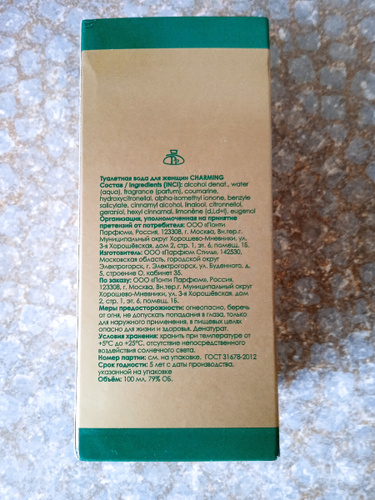 Туалетная вода для женщин CHARMING
Состав / Ingredients (INCI): alcohol denat., water
(aqua), fragrance (parfum), coumarine,
hydroxycitronellal, alpha-isomethyl ionone, benzyle
salicylate, cinnamyl alcohol, linalool, citronellol,
geraniol, hexyl cinnamal, limonène (d,l,d+l), eugenol
Организация, уполномоченная на принятие
претензий от потребителя: ООО «Понти
Парфюм», Россия, 123308, г. Москва, Вн.тер.г.
Муниципальный округ Хорошево-Мневники, ул.
3-я Хорошёвская, дом 2, стр. 1, эт. 6, помещ. 1Б.
Изготовитель: ООО «Парфюм Стиль», 142530,
Московская область, городской округ
Электрогорск, г. Электрогорск, ул. Буденного, д.
5, строение О, кабинет 35.
По заказу: ООО «Понти Парфюм», Россия,
123308, г. Москва, Вн.тер.г. Муниципальный округ
Хорошево-Мневники, ул. 3-я Хорошёвская, дом
2, стр. 1, эт. 6, помещ. 1Б.
Меры предосторожности: огнеопасно, беречь
от огня, не допускать попадания в глаза, только
для наружного применения, в пищевых целях
опасно для жизни и здоровья. Денатурат.
Условия хранения: хранить при температуре от
+5°С до +25°С, отсутствие непосредственного
воздействия солнечного света.
Номер партии: см. на упаковке. ГОСТ 31678-2012
Срок годности: 5 лет с даты производства,
указанной на упаковке
Объём: 100 мл, 79% ОБ.